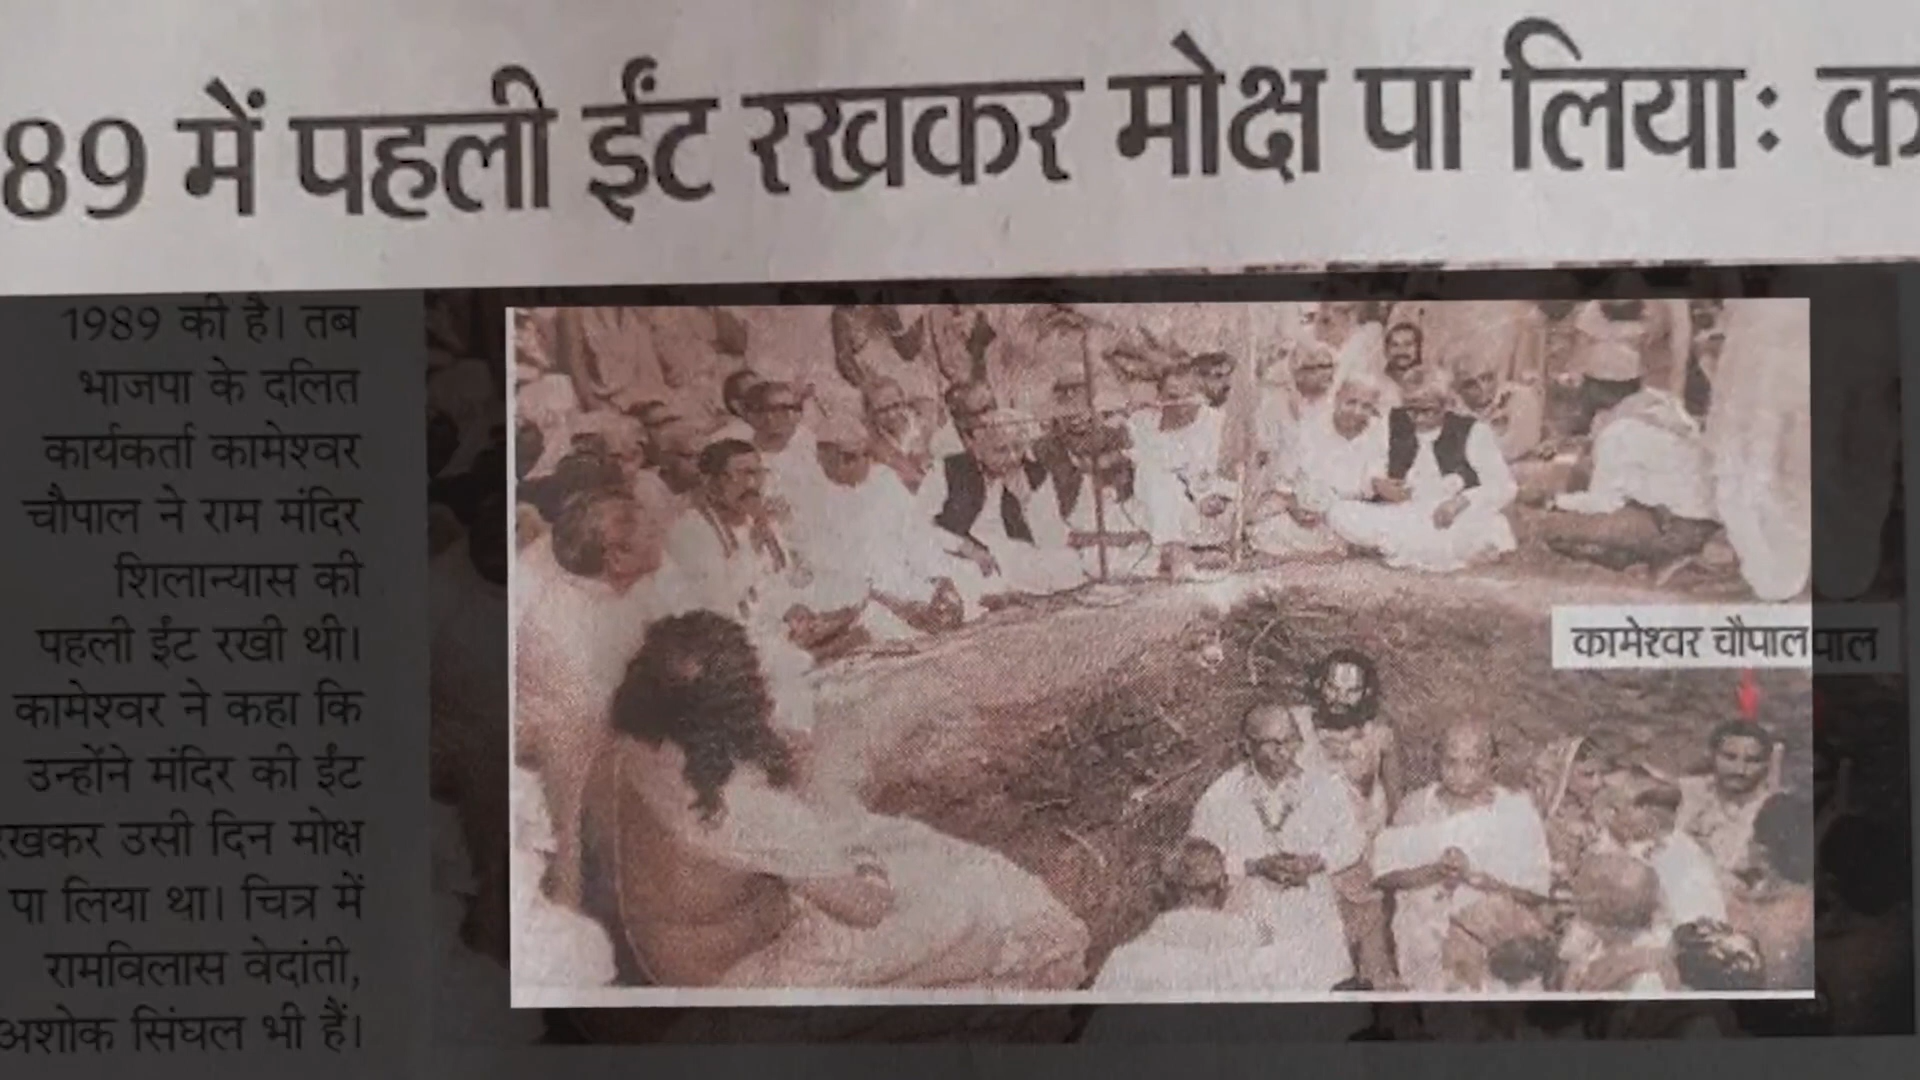 89 में पहली ईंट रखकर मोक्ष पा लियाः क
1989 की है। तब
भाजपा के दलित
कार्यकर्ता कामेश्वर
चौपाल ने राम मंदिर
शिलान्यास की
पहली ईंट रखी थी।
कामेश्वर ने कहा कि
उन्होंने मंदिर की ईंट
रखकर उसी दिन मोक्ष
पा लिया था। चित्र में
रामविलास वेदांती,
अशोक सिंघल भी हैं।
कामेश्वर चौपाल पाल